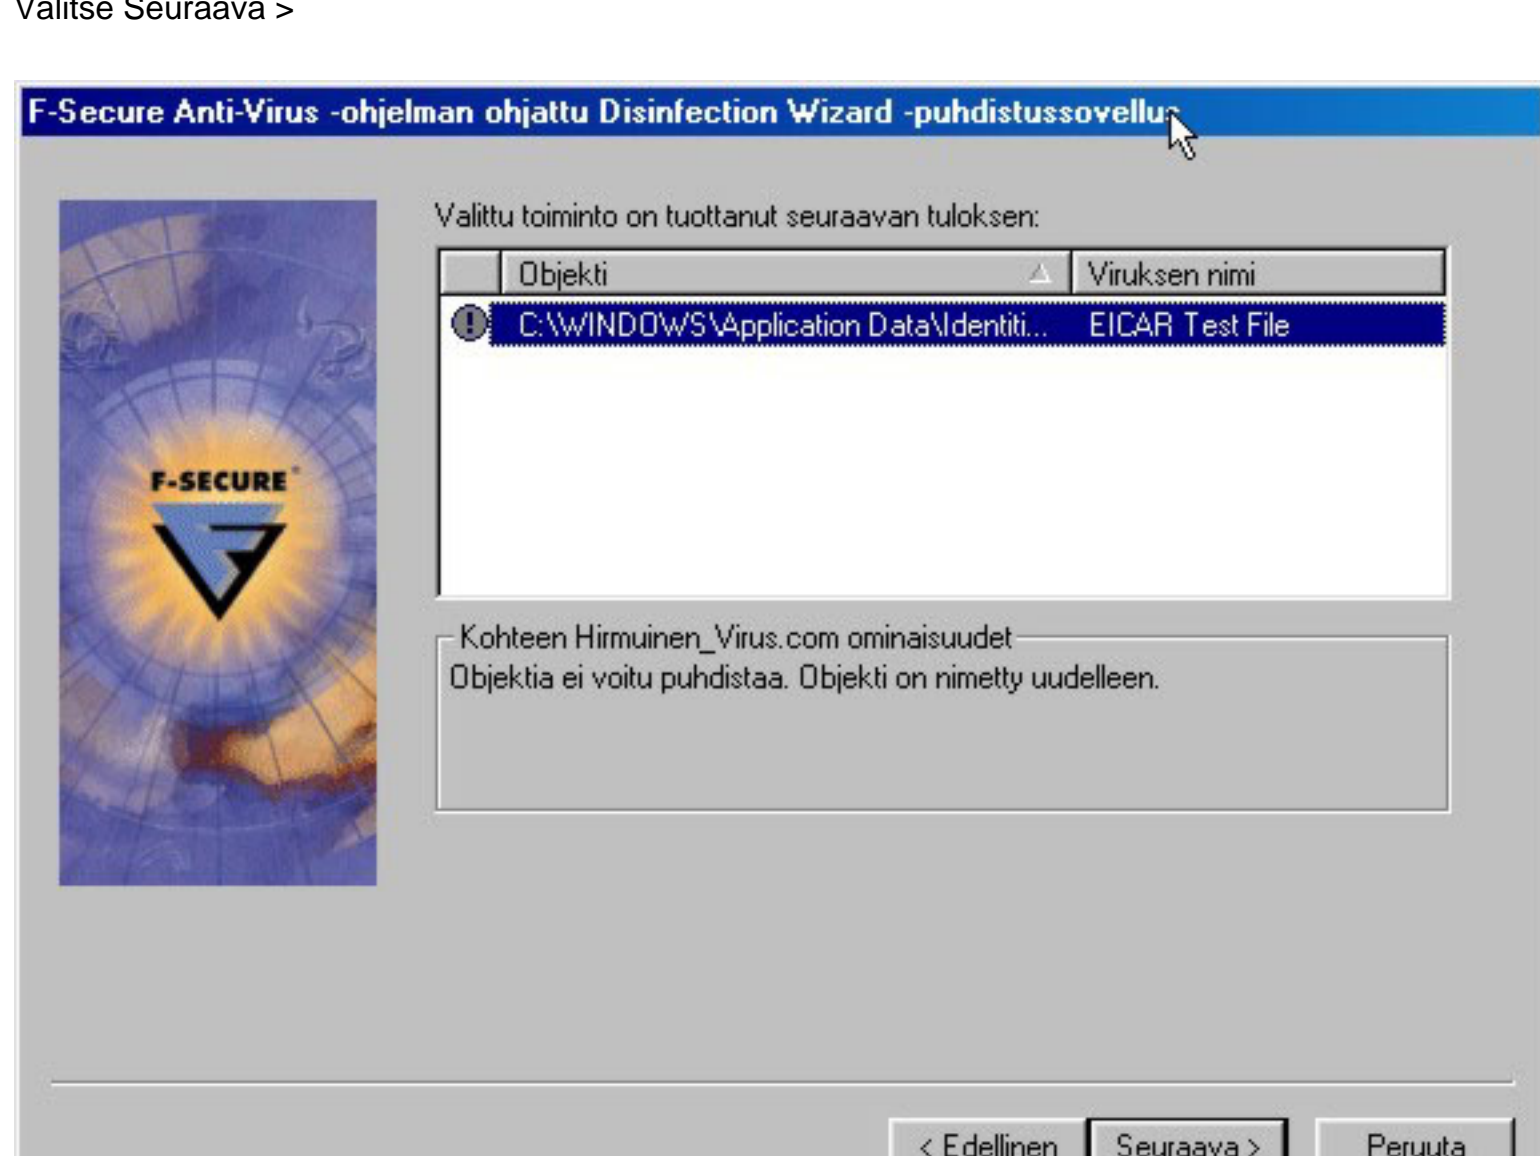 Valitse Seuraava >
F-Secure Anti-Virus -ohjelman ohjattu Disinfection Wizard -puhdistussovellus
Valittu toiminto on tuottanut seuraavan tuloksen:
Objekti Viruksen nimi
C:\WINDOWS\Application Data\Identiti... EICAR Test File
F-SECURE®
Kohteen Hirmuinen_Virus.com ominaisuudet
Objektia ei voitu puhdistaa. Objekti on nimetty uudelleen.
< Edellinen Seuraava > Peruuta